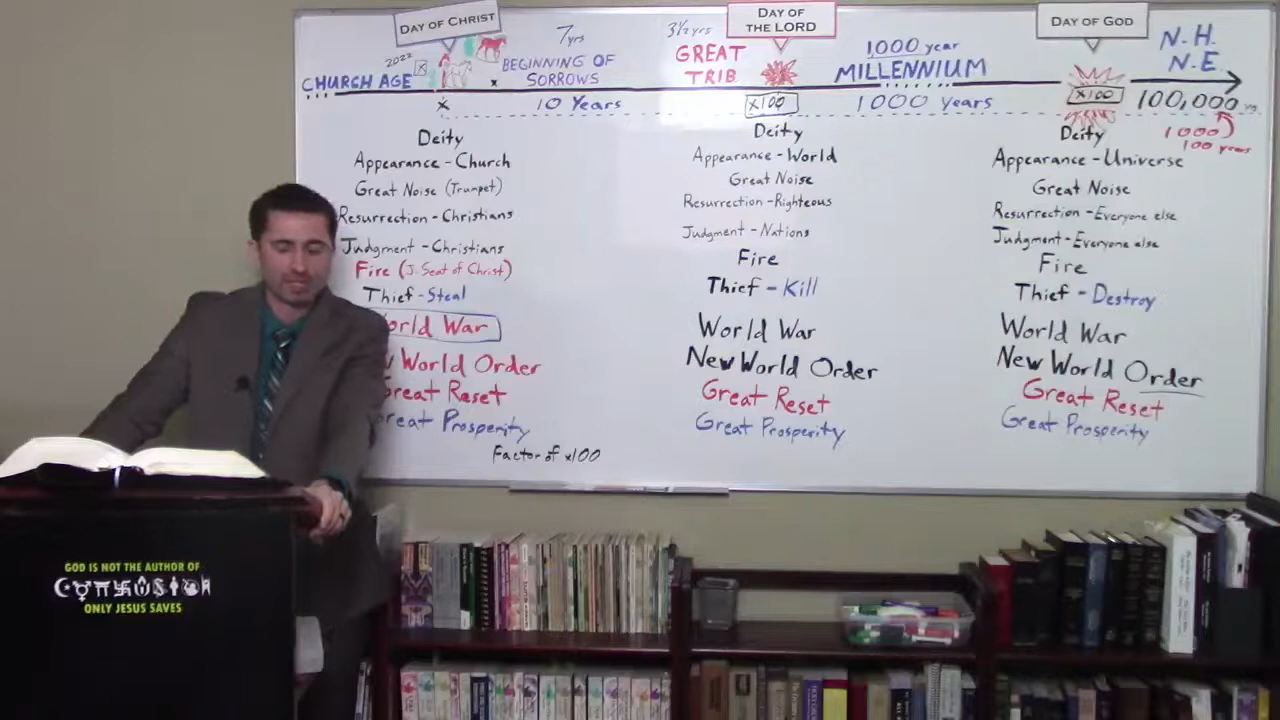 DAY OF CHRIST
DAY OF
THE LORD
DAY OF GOD
2022
7yrs
3½yrs
1,000 year
N.H.
N.E.
CHURCH AGE
BEGINNING OF
SORROWS
GREAT
TRIB
MILLENNIUM
x
10 Years
x100
1000 years
x100
100,000
1000
100 years
Deity
Appearance-Church
Great Noise (Trumpet)
Resurrection-Christians
Judgment-Christians
Fire (J. Seat of Christ)
Thief-Steal
World War
World Order
Great Reset
Great Prosperity
Factor of x100
Deity
Appearance-World
Great Noise
Resurrection-Righteous
Judgment-Nations
Fire
Thief-Kill
World War
New World Order
Great Reset
Great Prosperity
Deity
Appearance-Universe
Great Noise
Resurrection-Everyone else
Judgment-Everyone else
Fire
Thief-Destroy
World War
New World Order
Great Reset
Great Prosperity
GOD IS NOT THE AUTHOR OF
ONLY JESUS SAVES